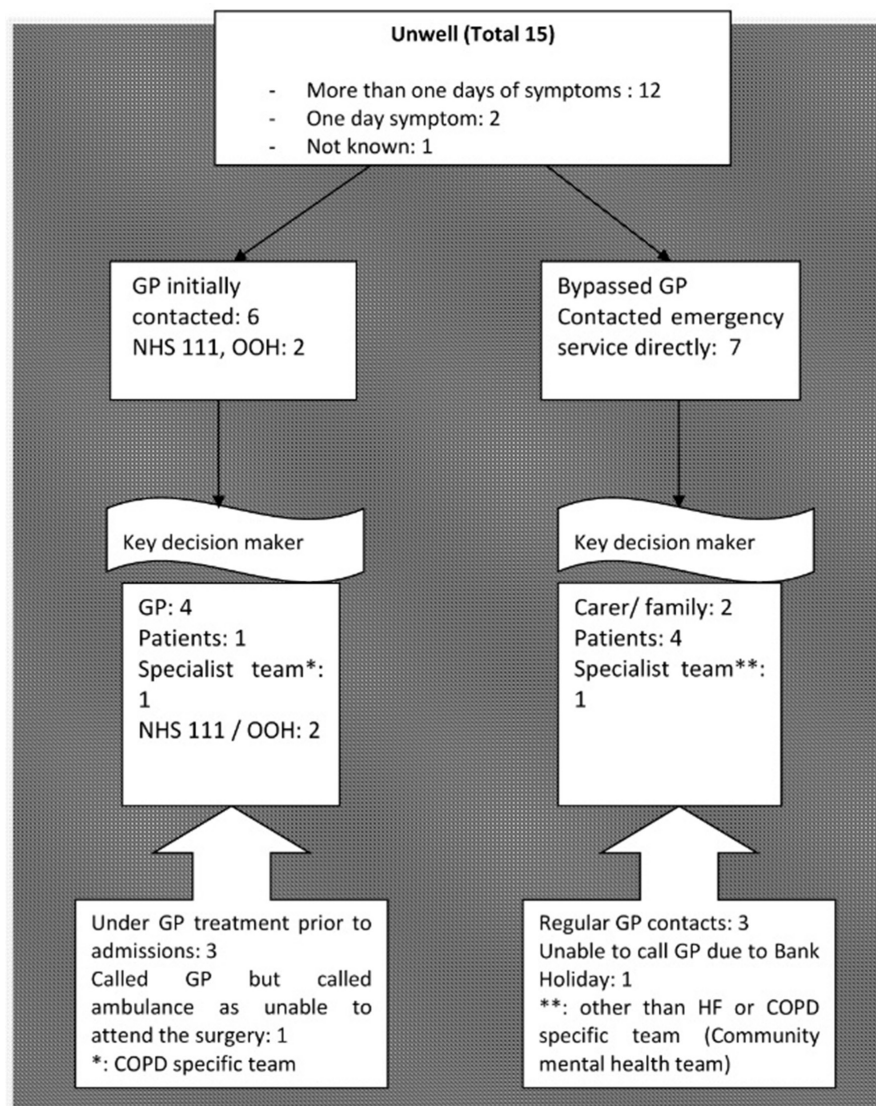 Unwell (Total 15)
- More than one days of symptoms : 12
- One day symptom: 2
- Not known: 1
GP initially
contacted: 6
NHS 111, OOH: 2
Bypassed GP
Contacted emergency
service directly: 7
Key decision maker
GP: 4
Patients: 1
Specialist team*:
1
NHS 111 / OOH: 2
Key decision maker
Carer/ family: 2
Patients: 4
Specialist team**:
1
Under GP treatment prior to
admissions: 3
Called GP but called
ambulance as unable to
attend the surgery: 1
*: COPD specific team
Regular GP contacts: 3
Unable to call GP due to Bank
Holiday: 1
**: other than HF or COPD
specific team (Community
mental health team)